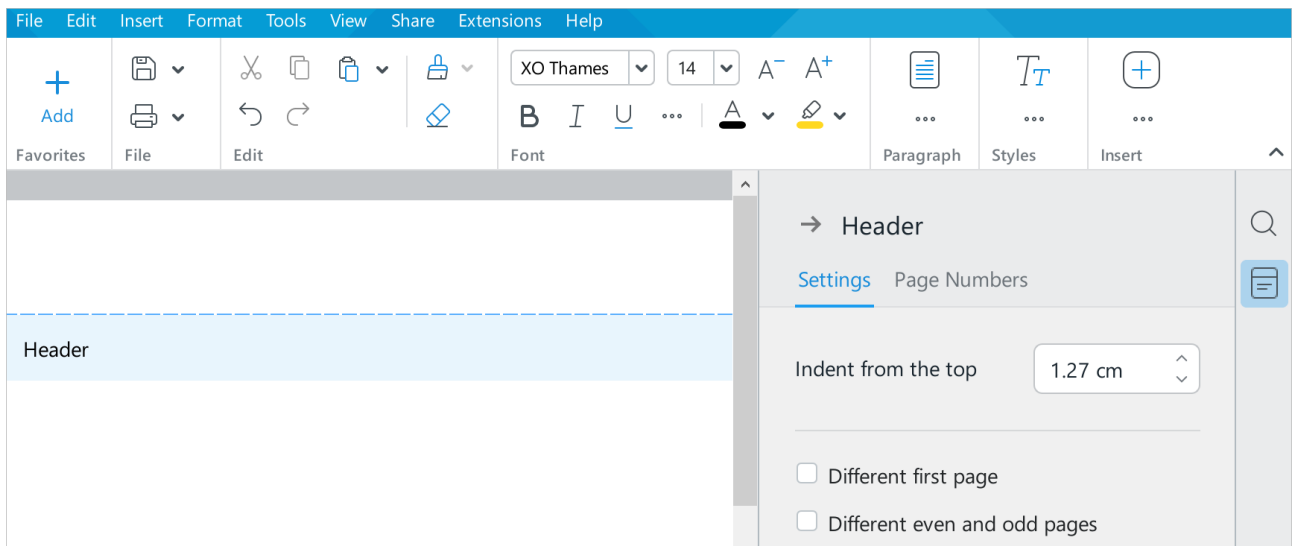 File Edit Insert Format Tools View Share Extensions Help
XO Thames 14 A− A+
Add
B I U A
Favorites File Edit Font Paragraph Styles Insert
Header
Settings Page Numbers
Header
Indent from the top 1.27 cm
Different first page
Different even and odd pages